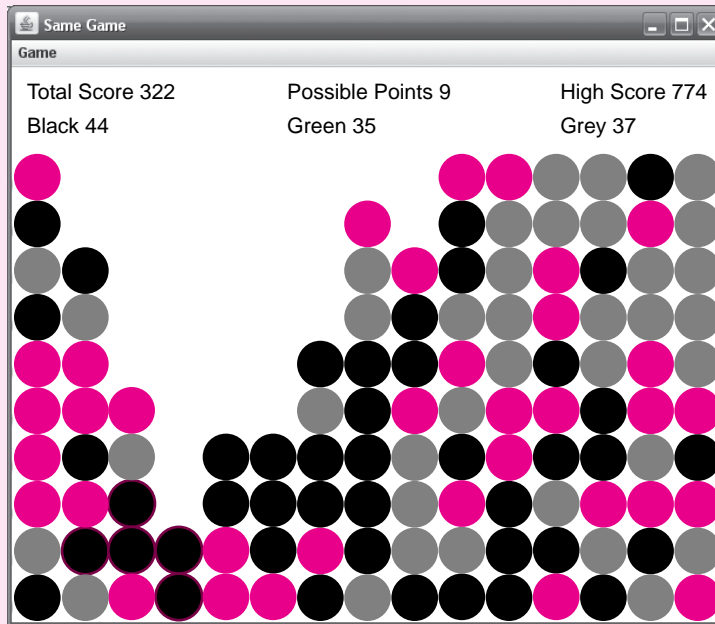 Same Game
Game
Total Score 322 Possible Points 9 High Score 774
Black 44 Green 35 Grey 37